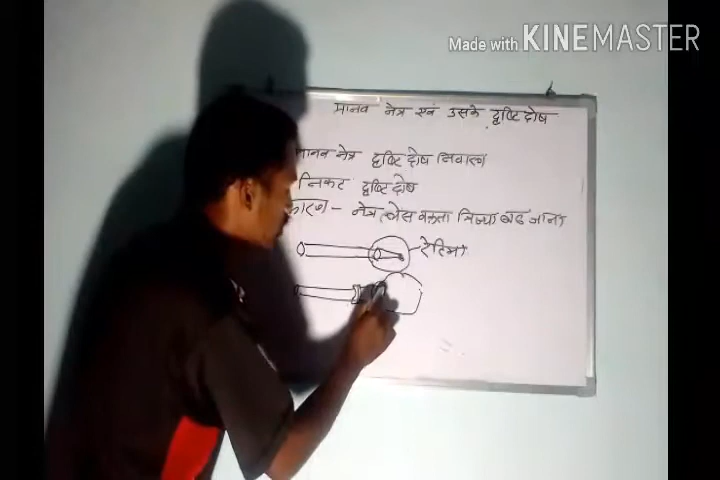 Made with KINEMASTER
मानव नेत्र एवं उसके दृष्टि दोष
मानव नेत्र दृष्टि दोष निवारण
निकट दृष्टि दोष
कारण - नेत्र लेंस वक्रता त्रिज्या बढ जाना
रेटिना